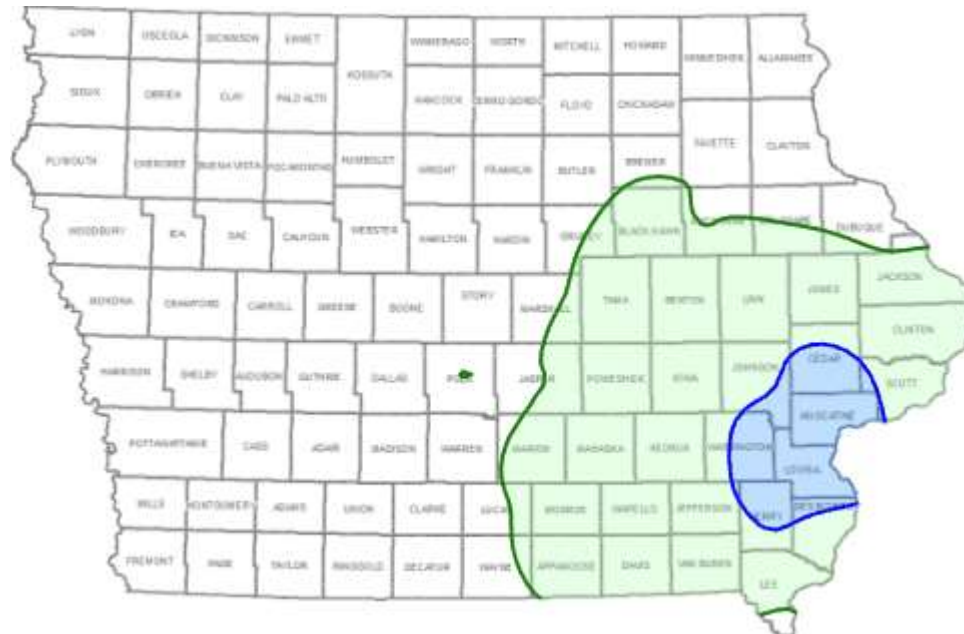 LYON OSCEOLA DICKINSON EMMET WINNEBAGO WORTH MITCHELL HOWARD WINNESHIEK ALLAMAKEE
KOSSUTH
SIOUX OBRIEN CLAY PALO ALTO HANCOCK CERRO GORDO FLOYD CHICKASAW
PLYMOUTH CHEROKEE BUENA VISTA POCAHONTAS HUMBOLDT WRIGHT FRANKLIN BUTLER BREMER FAYETTE CLAYTON
WOODBURY IDA SAC CALHOUN WEBSTER HAMILTON HARDIN GRUNDY BLACK HAWK DUBUQUE
MONONA CRAWFORD CARROLL GREENE BOONE STORY MARSHALL TAMA BENTON LINN JONES JACKSON
CLINTON
HARRISON SHELBY AUDUBON GUTHRIE DALLAS POLK JASPER POWESHIEK IOWA JOHNSON CEDAR SCOTT
MUSCATINE
POTTAWATTAMIE CASS ADAIR MADISON WARREN MARION MAHASKA KEOKUK WASHINGTON LOUISA
MILLS MONTGOMERY ADAMS UNION CLARKE LUCAS MONROE WAPELLO JEFFERSON HENRY DES MOINES
FREMONT PAGE TAYLOR RINGGOLD DECATUR WAYNE APPANOOSE DAVIS VAN BUREN LEE